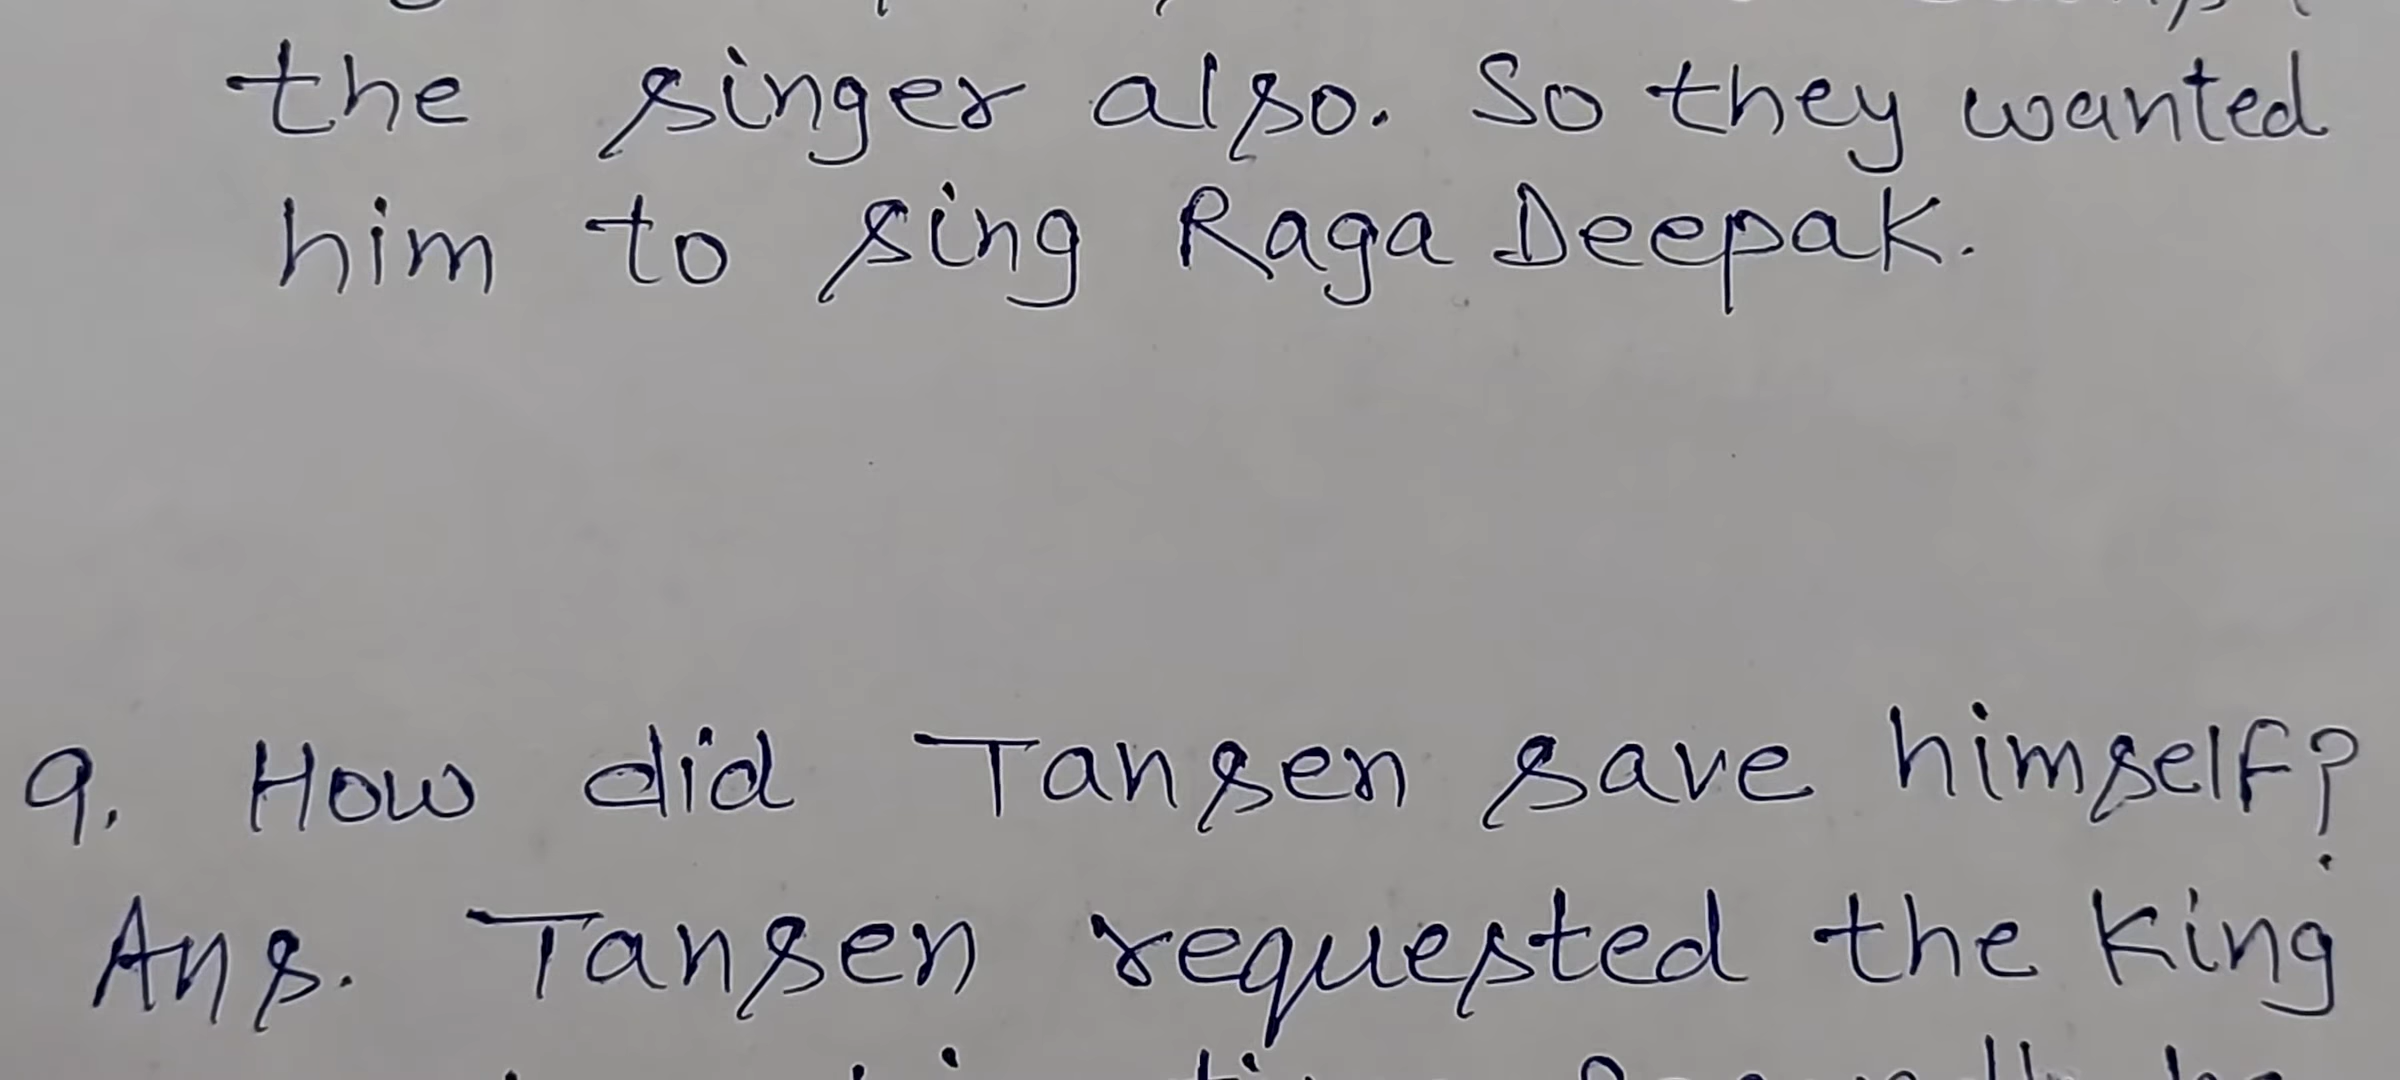 the singer also. So they wanted
him to sing Raga Deepak.
9. How did Tansen save himself?
Ans. Tansen requested the King